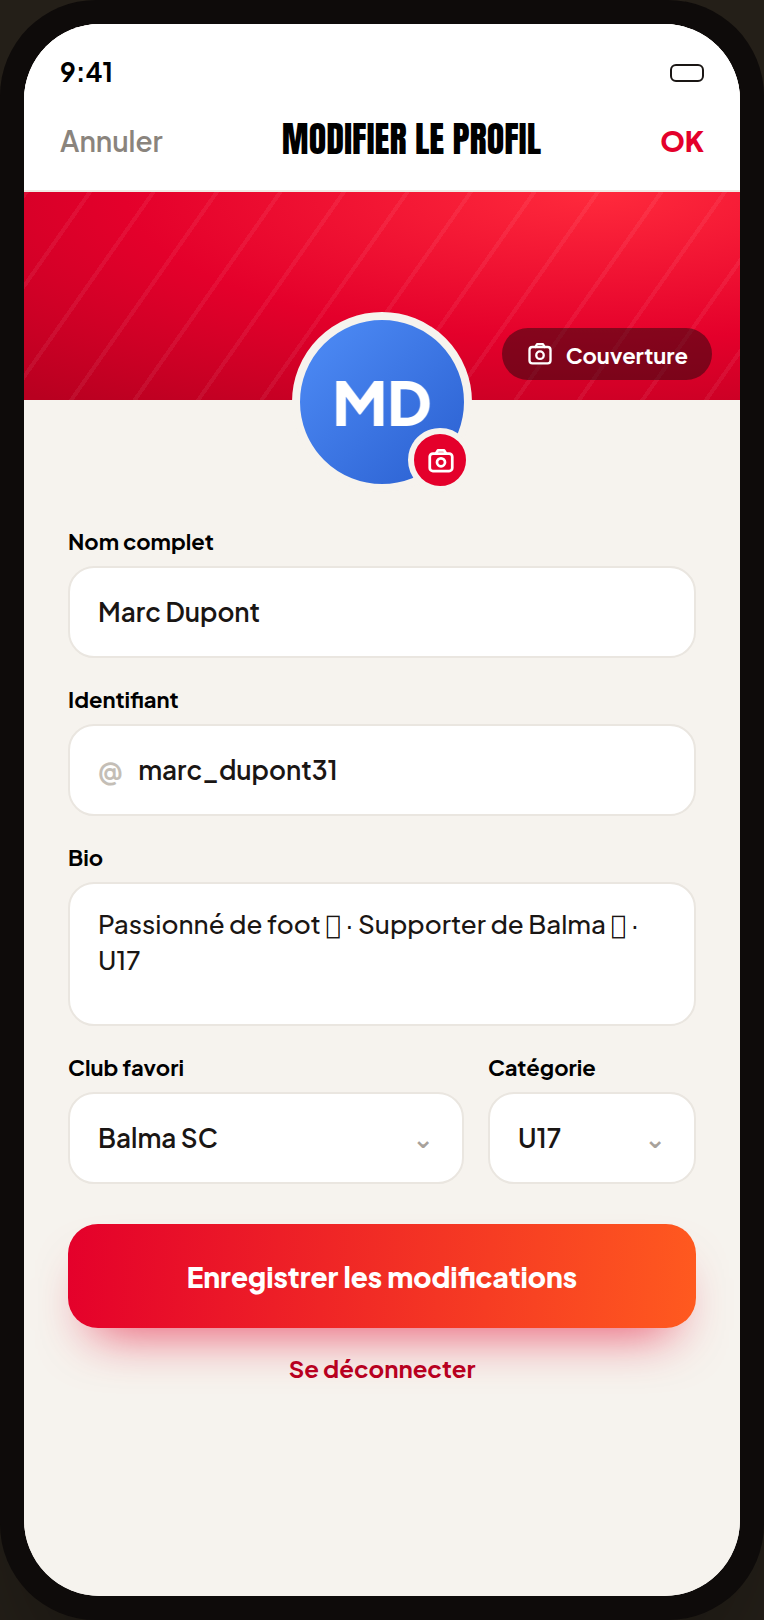 9:41
Annuler MODIFIER LE PROFIL OK
Couverture
MD
Nom complet
Marc Dupont
Identifiant
@ marc_dupont31
Bio
Passionné de foot · Supporter de Balma ·
U17
Club favori Catégorie
Balma SC U17
Enregistrer les modifications
Se déconnecter